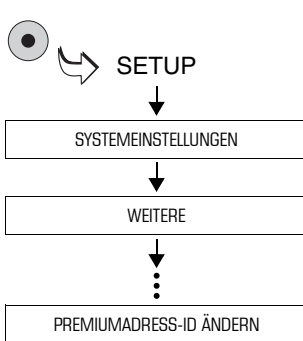 SETUP
SYSTEMEINSTELLUNGEN
WEITERE
PREMIUMADRESS-ID ÄNDERN